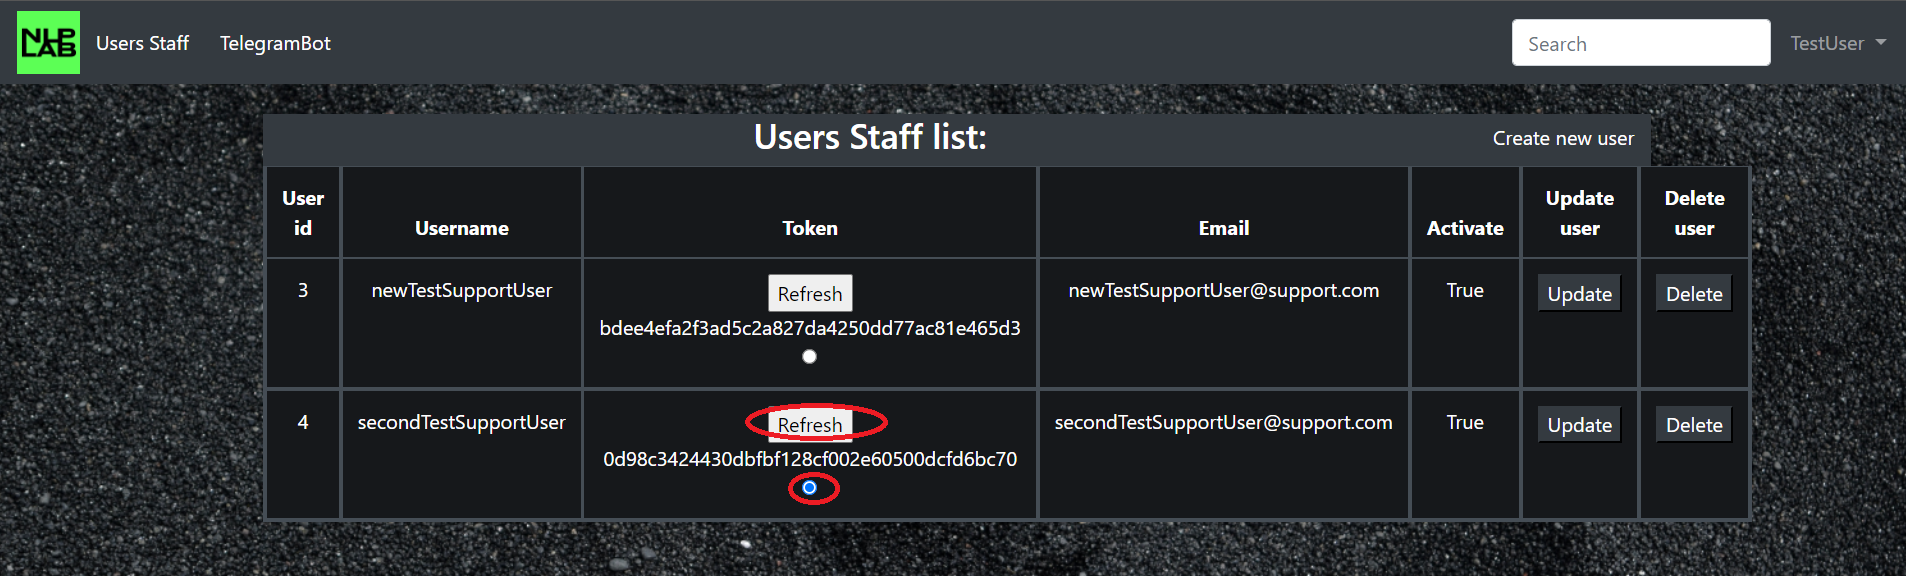 NLP
LAB
Users Staff
TelegramBot
Search
TestUser
Users Staff list:
Create new user
User
id
Username
Token
Email
Activate
Update
user
Delete
user
3
newTestSupportUser
Refresh
bdee4efa2f3ad5c2a827da4250dd77ac81e465d3
newTestSupportUser@support.com
True
Update
Delete
4
secondTestSupportUser
Refresh
0d98c3424430dbfbf128cf002e60500dcfd6bc70
secondTestSupportUser@support.com
True
Update
Delete